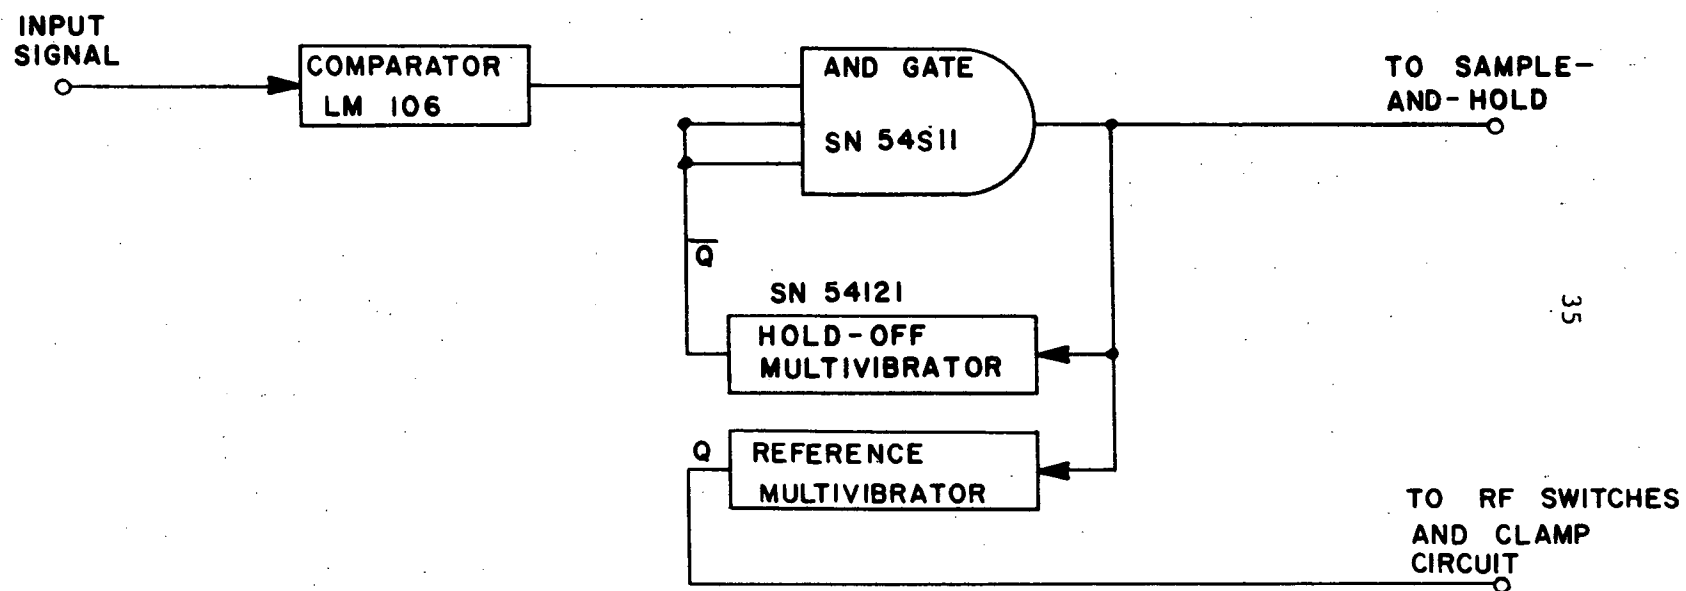 INPUT
SIGNAL
COMPARATOR
LM 106
AND GATE
SN 54S11
TO SAMPLE-
AND-HOLD
Q̅
SN 54121
HOLD-OFF
MULTIVIBRATOR
35
Q
REFERENCE
MULTIVIBRATOR
TO RF SWITCHES
AND CLAMP
CIRCUIT